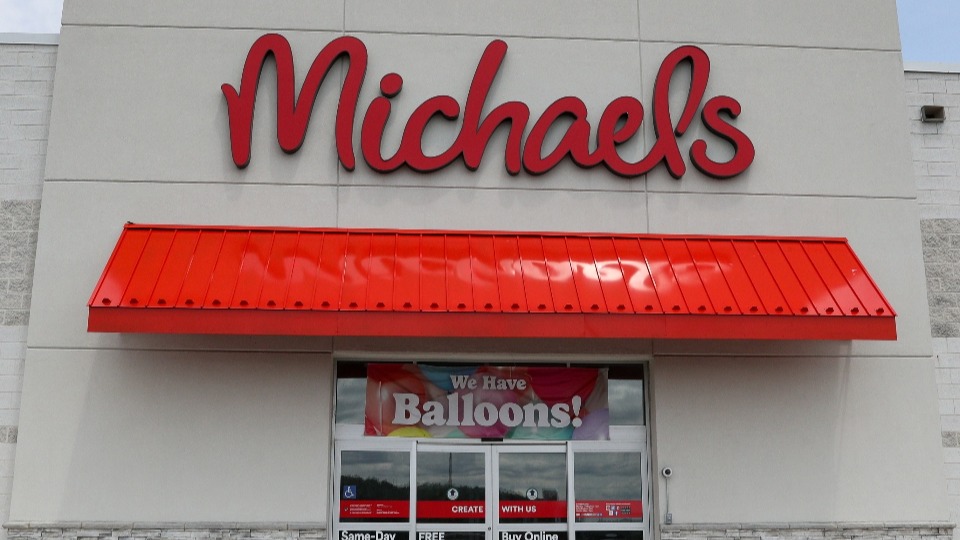 Michaels
We Have
Balloons!
CREATE WITH US
Same-Day FREE Buy Online